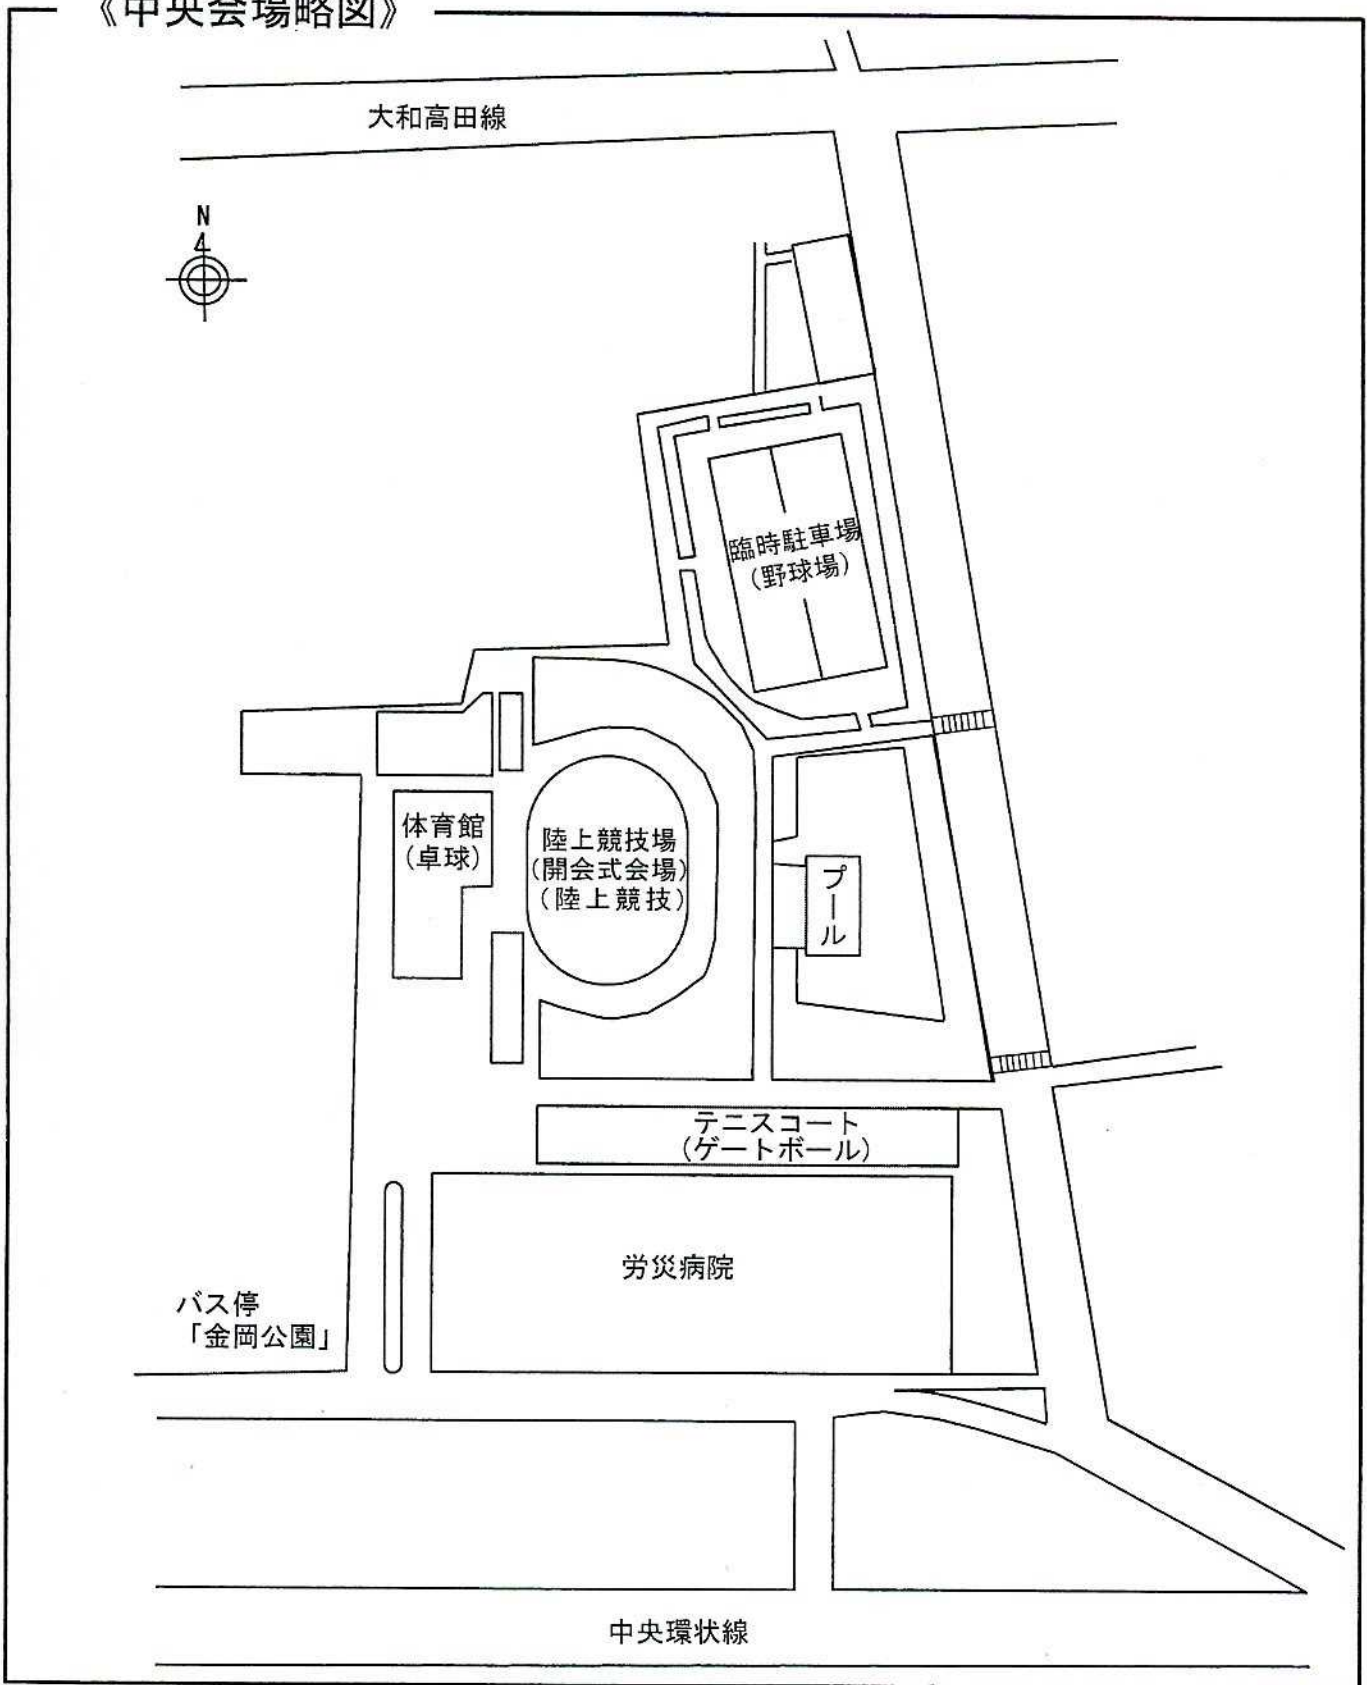 《中央会場略図》
大和高田線
N
臨時駐車場
(野球場)
体育館
(卓球)
陸上競技場
(開会式会場)
(陸上競技)
プール
テニスコート
(ゲートボール)
労災病院
バス停
「金岡公園」
中央環状線